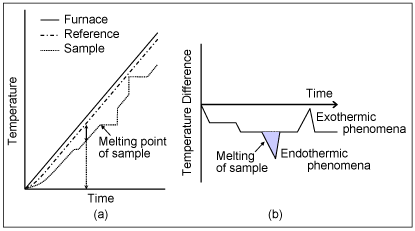 Furnace
Reference
Sample
Temperature
Melting point
of sample
Time
(a)
Temperature Difference
Time
Exothermic
phenomena
Melting
of sample
Endothermic
phenomena
(b)